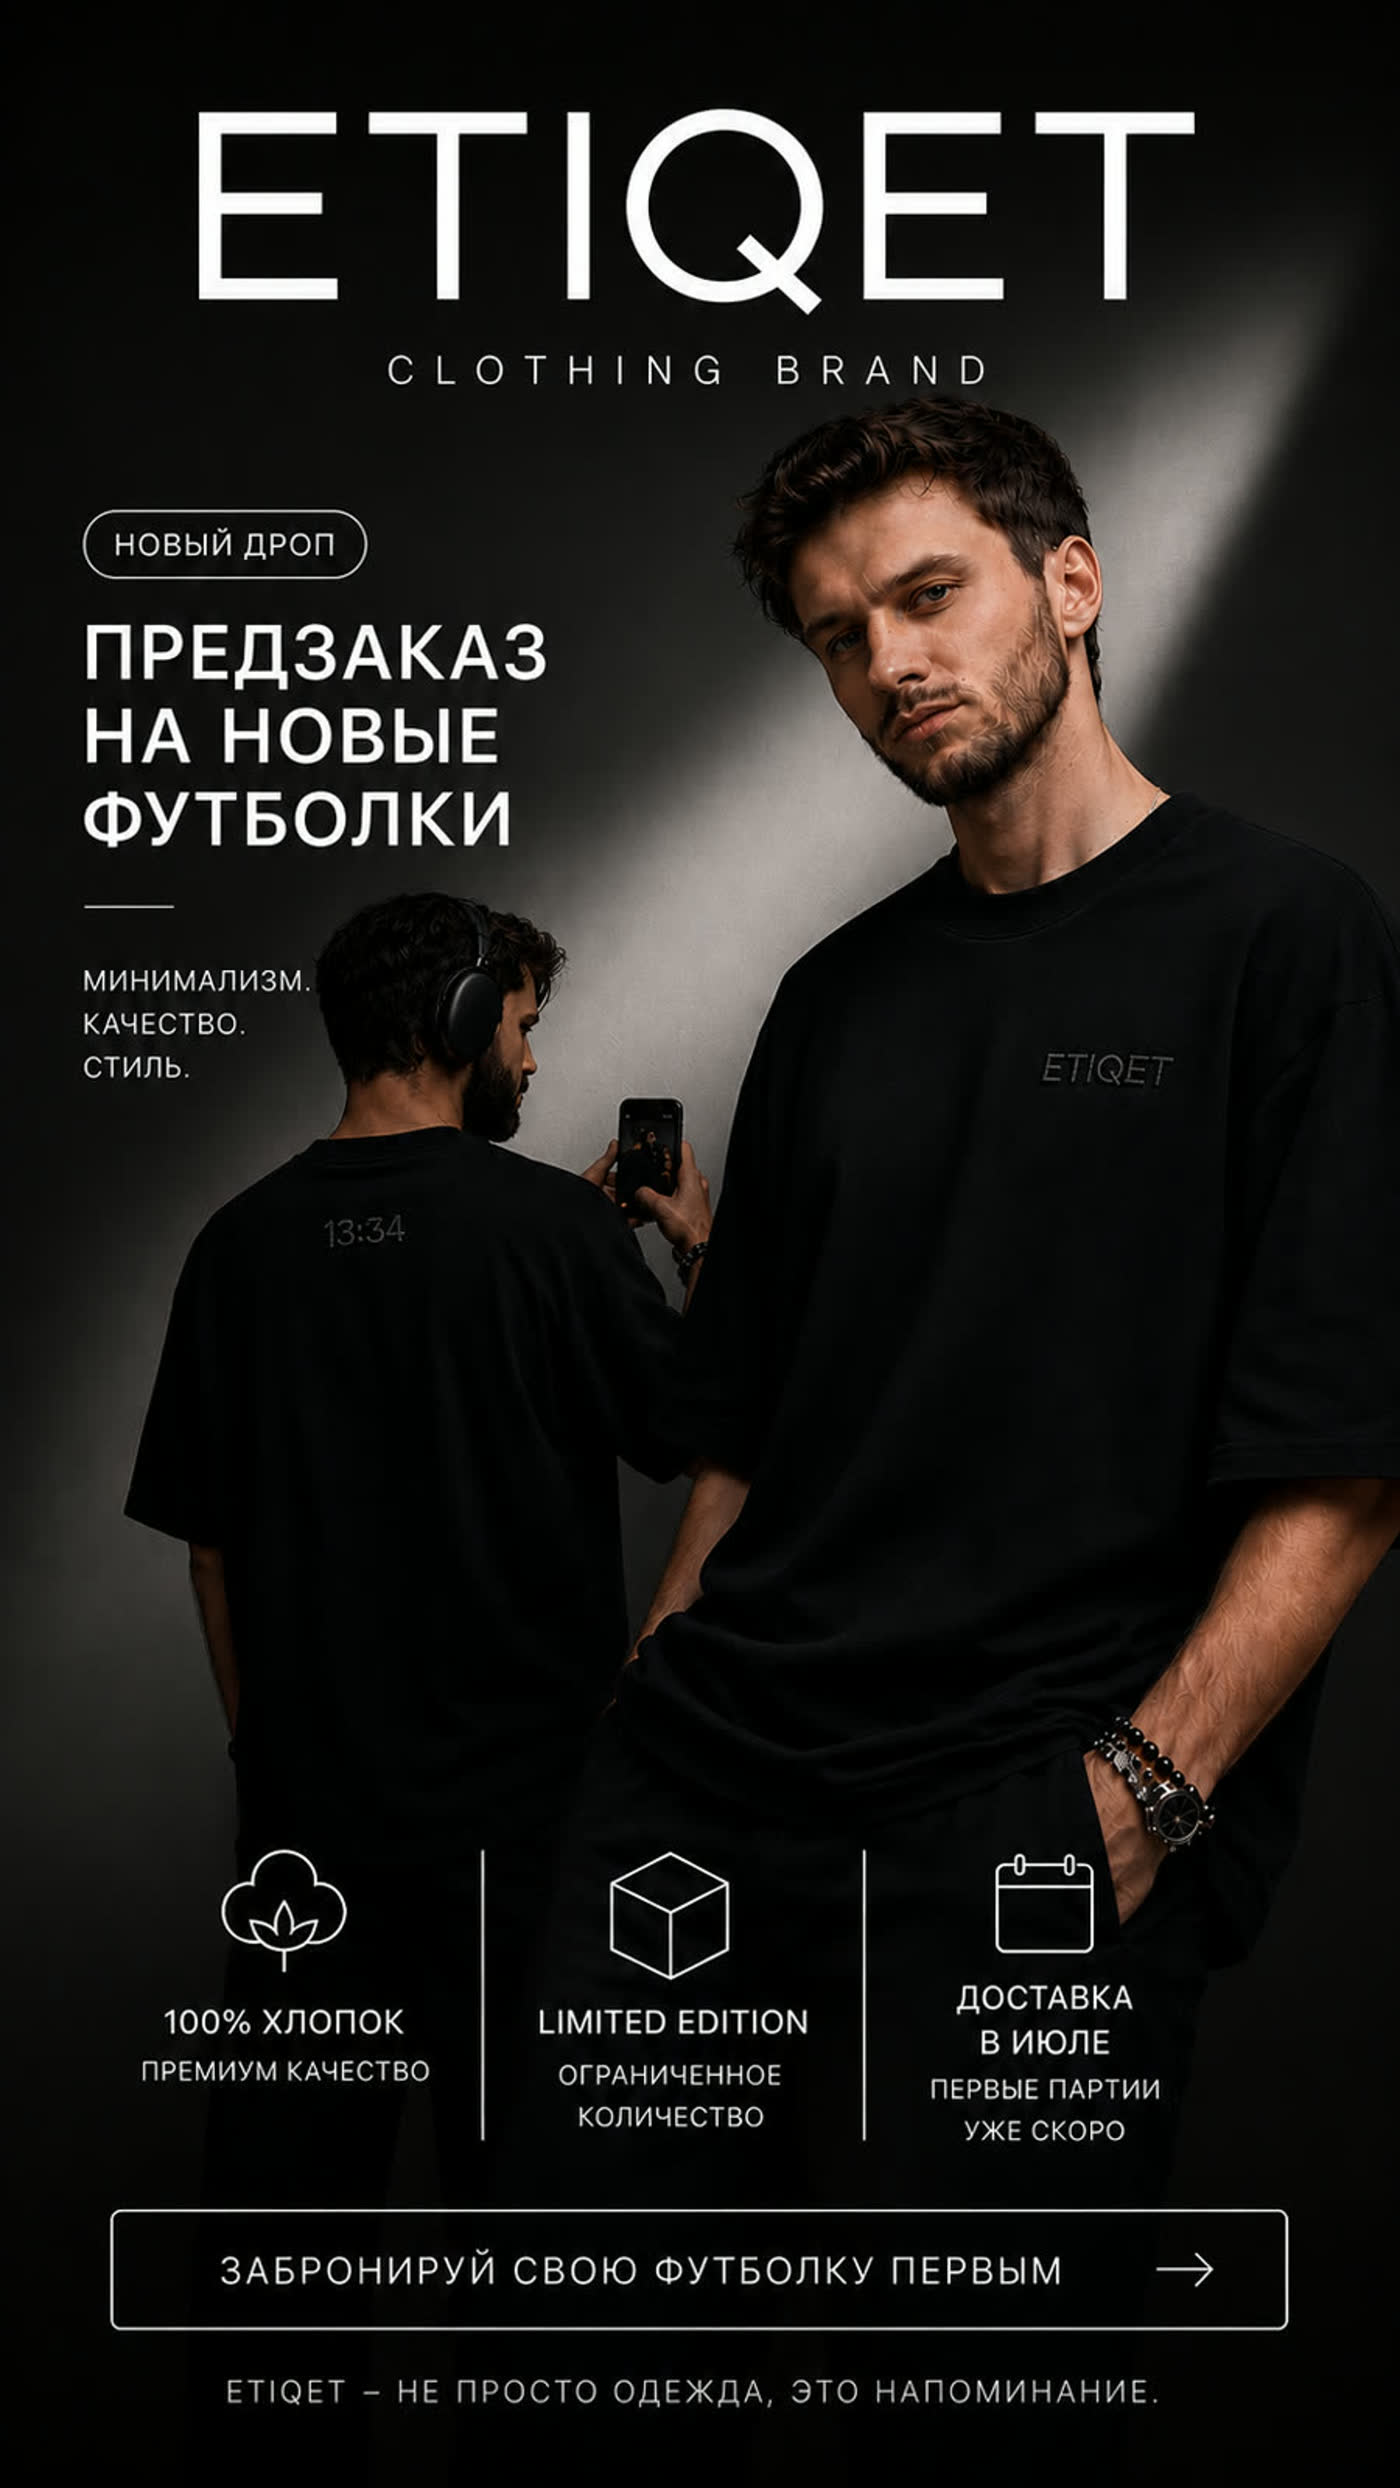 ETIQET
CLOTHING BRAND
НОВЫЙ ДРОП
ПРЕДЗАКАЗ
НА НОВЫЕ
ФУТБОЛКИ
МИНИМАЛИЗМ.
КАЧЕСТВО.
СТИЛЬ.
ETIQET
13:34
100% ХЛОПОК
ПРЕМИУМ КАЧЕСТВО
LIMITED EDITION
ОГРАНИЧЕННОЕ
КОЛИЧЕСТВО
ДОСТАВКА
В ИЮЛЕ
ПЕРВЫЕ ПАРТИИ
УЖЕ СКОРО
ЗАБРОНИРУЙ СВОЮ ФУТБОЛКУ ПЕРВЫМ →
ETIQET – НЕ ПРОСТО ОДЕЖДА, ЭТО НАПОМИНАНИЕ.